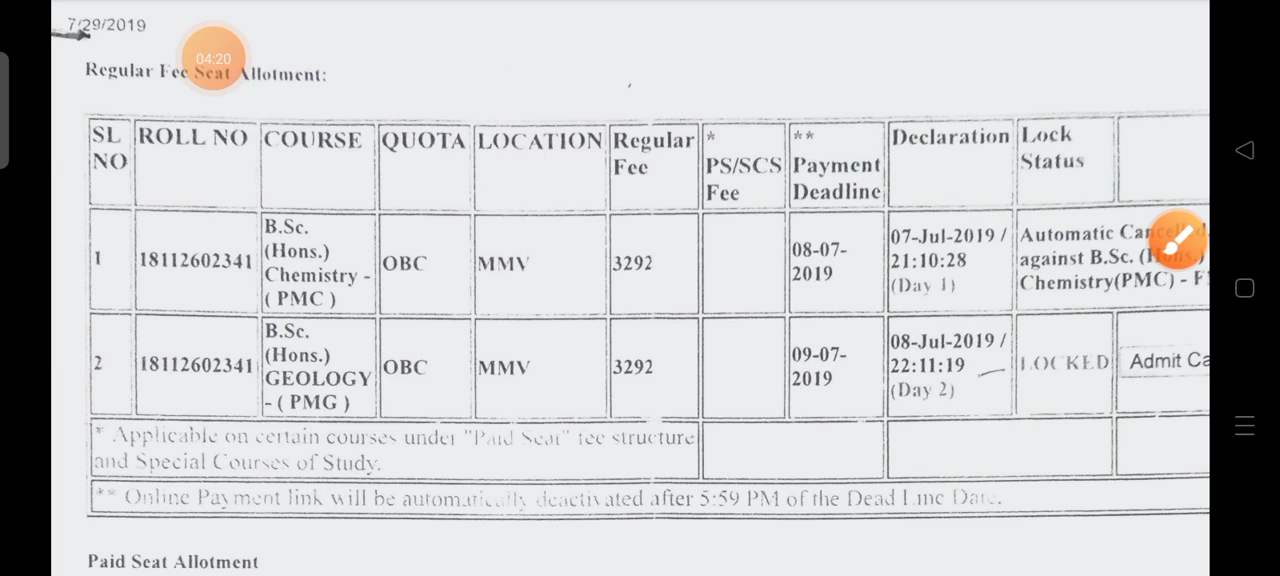 7/29/2019
04:20
Regular Fee Seat Allotment:
SL NO ROLL NO COURSE QUOTA LOCATION Regular Fee * PS/SCS Fee ** Payment Deadline Declaration Lock Status
1 18112602341 B.Sc. (Hons.) Chemistry - ( PMC ) OBC MMV 3292 08-07-2019 07-Jul-2019 / 21:10:28 (Day 1) Automatic against B.Sc. Chemistry(PMC) -
2 18112602341 B.Sc. (Hons.) GEOLOGY - ( PMG ) OBC MMV 3292 09-07-2019 08-Jul-2019 / 22:11:19 (Day 2) LOCKED Admit
* Applicable on certain courses under "Paid Seat" fee structure
and Special Courses of Study.
** Online Payment link will be automatically deactivated after 5:59 PM of the Dead Line Date.
Paid Seat Allotment